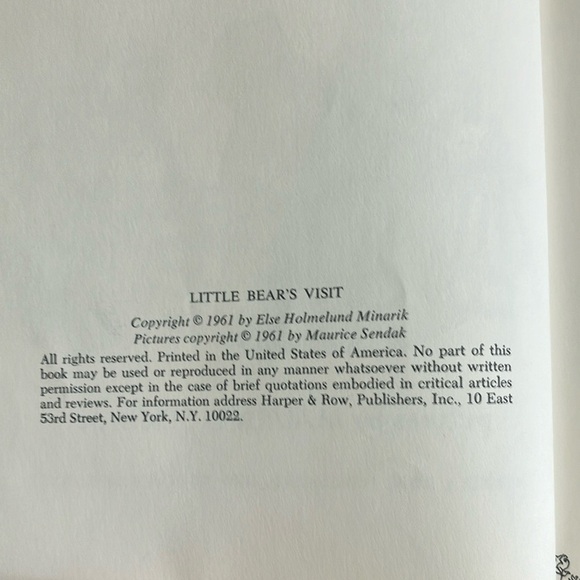 LITTLE BEAR'S VISIT
Copyright © 1961 by Else Holmelund Minarik
Pictures copyright © 1961 by Maurice Sendak
All rights reserved. Printed in the United States of America. No part of this
book may be used or reproduced in any manner whatsoever without written
permission except in the case of brief quotations embodied in critical articles
and reviews. For information address Harper & Row, Publishers, Inc., 10 East
53rd Street, New York, N.Y. 10022.